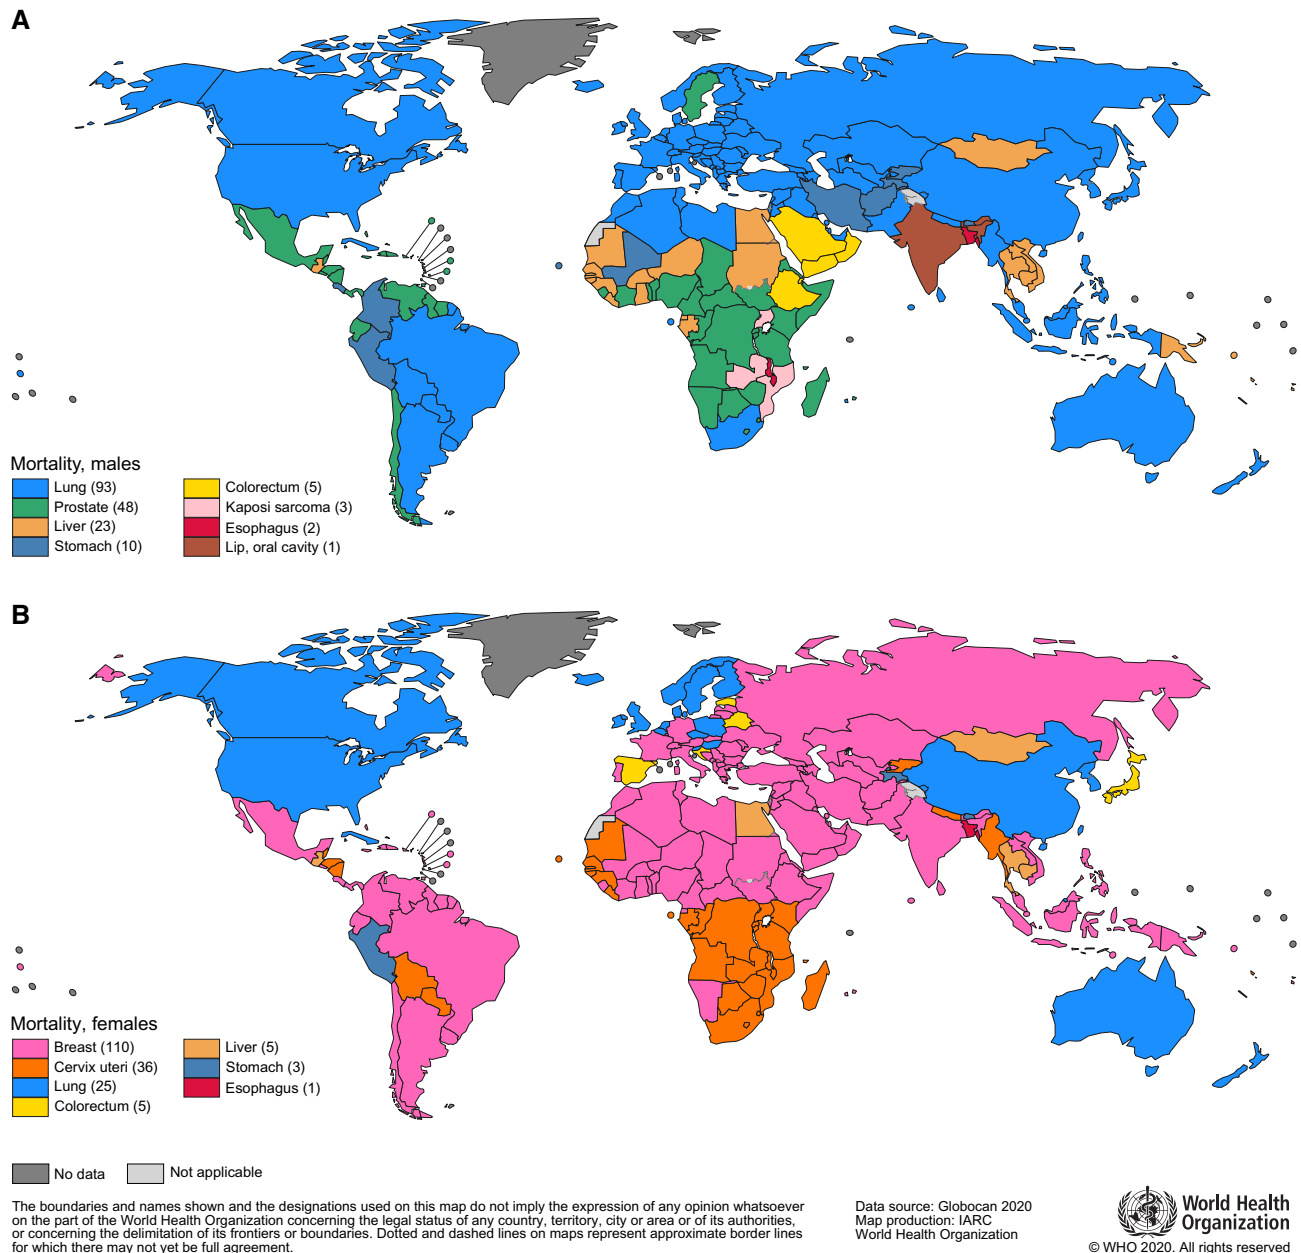 A
Mortality, males
Lung (93)
Prostate (48)
Liver (23)
Stomach (10)
Colorectum (5)
Kaposi sarcoma (3)
Esophagus (2)
Lip, oral cavity (1)
B
Mortality, females
Breast (110)
Cervix uteri (36)
Lung (25)
Colorectum (5)
Liver (5)
Stomach (3)
Esophagus (1)
No data
Not applicable
The boundaries and names shown and the designations used on this map do not imply the expression of any opinion whatsoever
on the part of the World Health Organization concerning the legal status of any country, territory, city or area or of its authorities,
or concerning the delimitation of its frontiers or boundaries. Dotted and dashed lines on maps represent approximate border lines
for which there may not yet be full agreement.
Data source: Globocan 2020
Map production: IARC
World Health Organization
World Health
Organization
© WHO 2020. All rights reserved